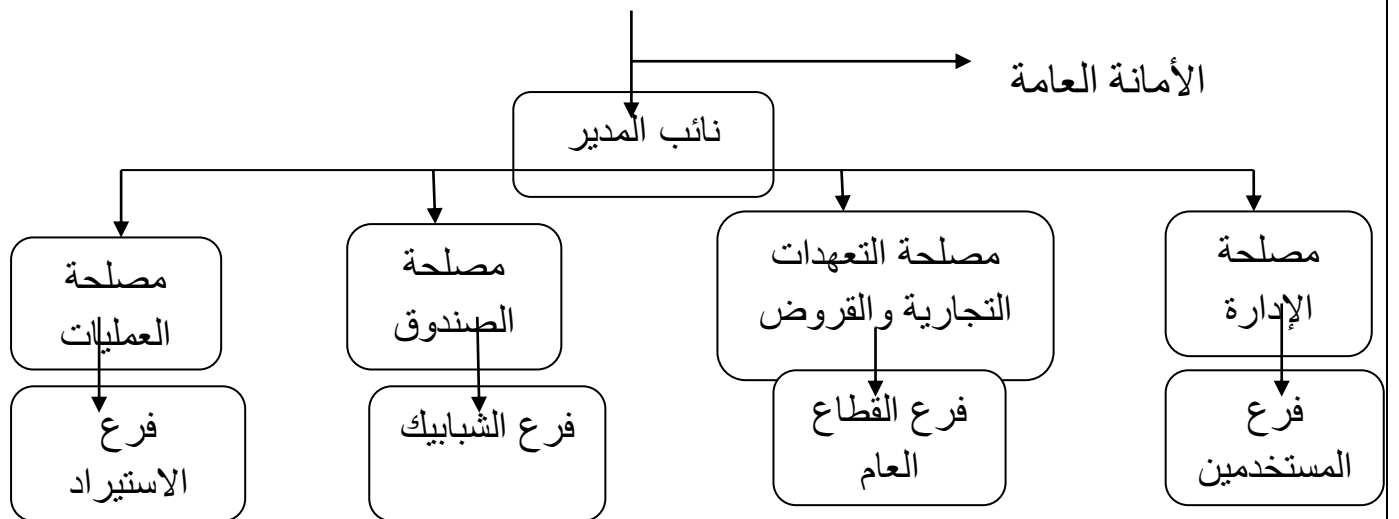 الأمانة العامة
نائب المدير
مصلحة
الإدارة
مصلحة التعهدات
التجارية والقروض
مصلحة
الصندوق
مصلحة
العمليات
فرع
المستخدمين
فرع القطاع
العام
فرع الشبابيك
فرع
الاستيراد